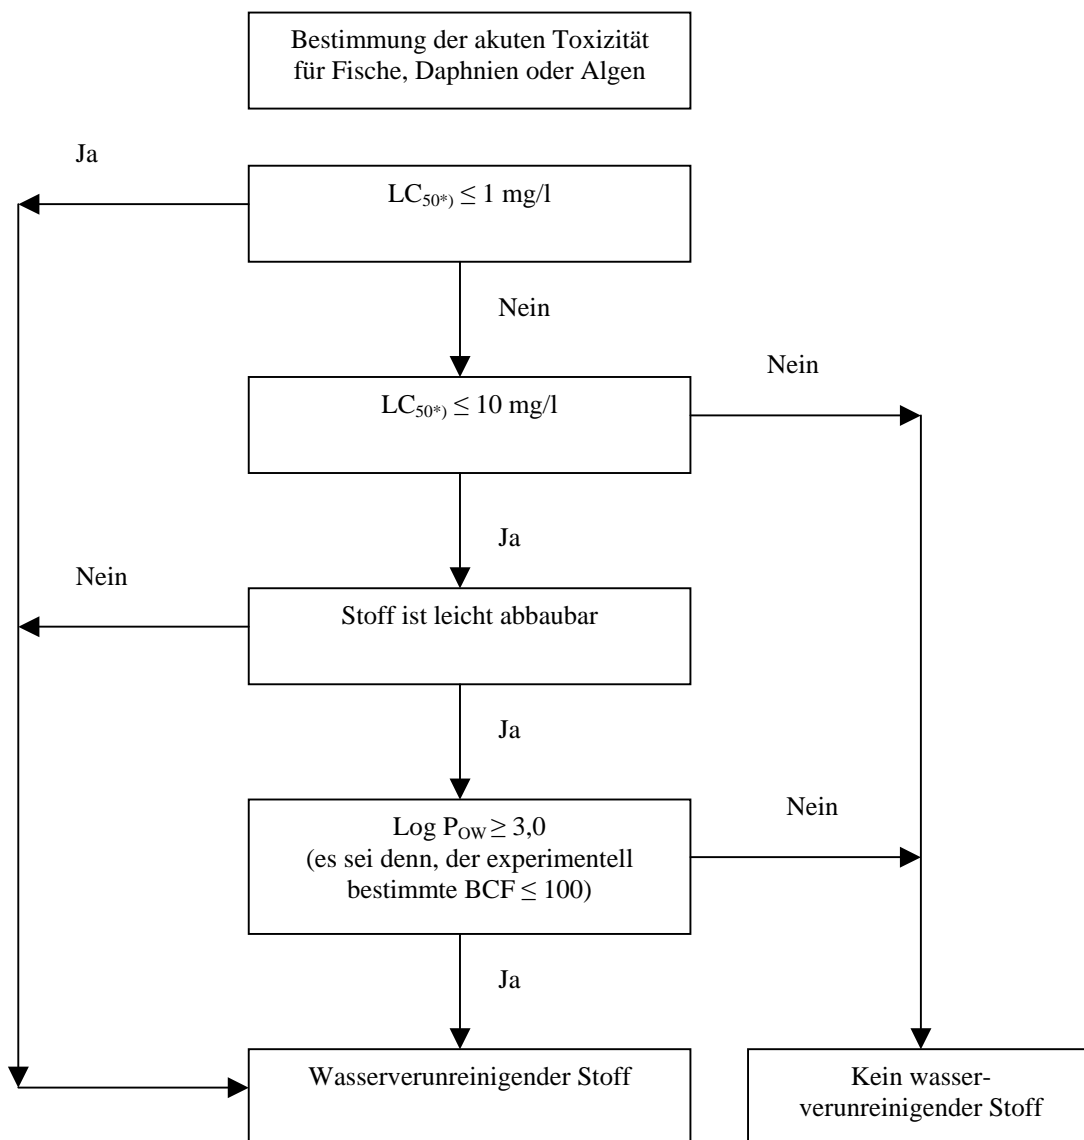 Bestimmung der akuten Toxizität
für Fische, Daphnien oder Algen
Ja
LC50*) ≤ 1 mg/l
Nein
Nein
LC50*) ≤ 10 mg/l
Ja
Nein
Stoff ist leicht abbaubar
Ja
Nein
Log POW ≥ 3,0
(es sei denn, der experimentell
bestimmte BCF ≤ 100)
Ja
Wasserverunreinigender Stoff
Kein wasser-
verunreinigender Stoff